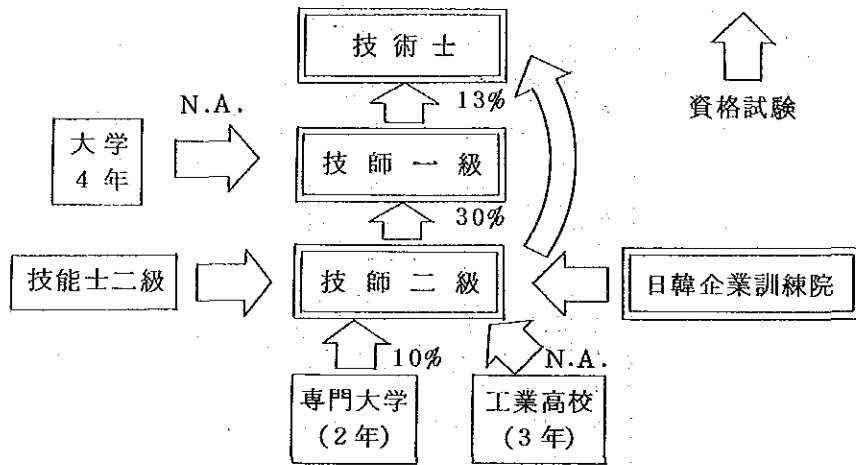 技術士
13%
資格試験
N.A.
大学
4年
技師一級
30%
技能士二級
技師二級
日韓企業訓練院
10%
N.A.
専門大学
(2年)
工業高校
(3年)